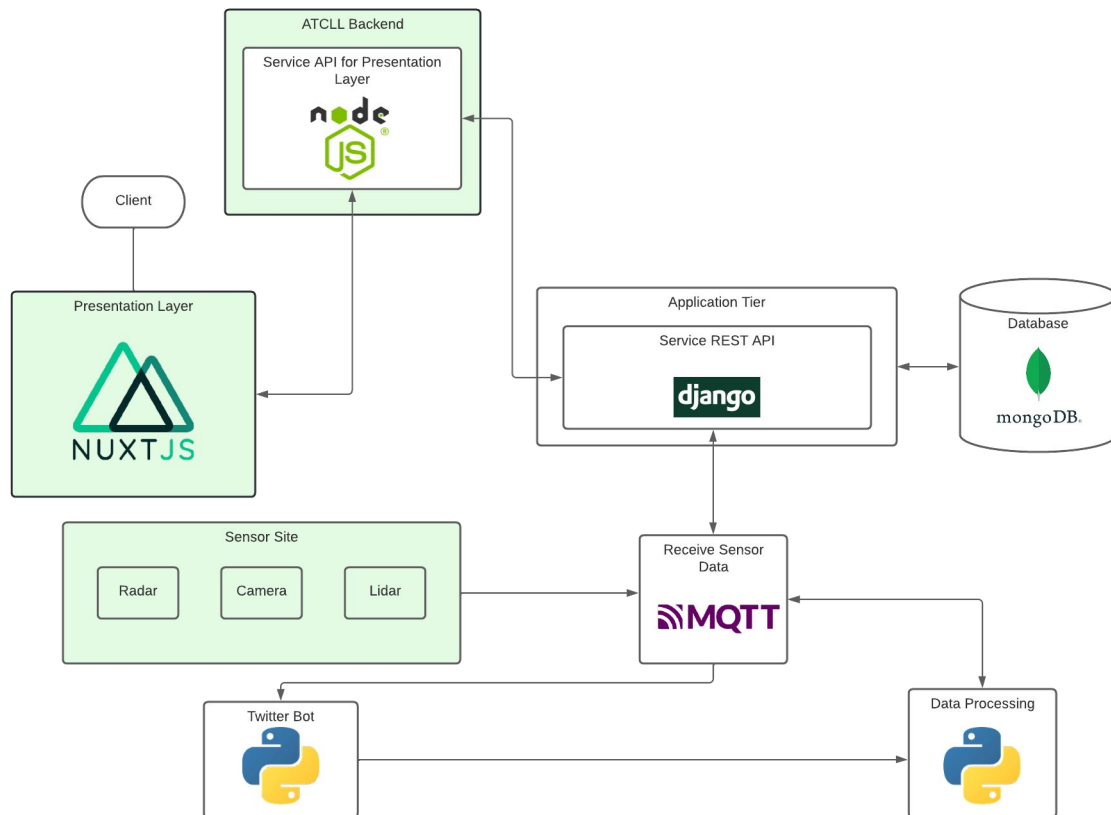 ATCLL Backend
Service API for Presentation
Layer
node
JS
®
Client
Presentation Layer
NUXTJS
Application Tier
Service REST API
django
Database
mongoDB.
Sensor Site
Radar
Camera
Lidar
Receive Sensor
Data
MQTT
Twitter Bot
Data Processing